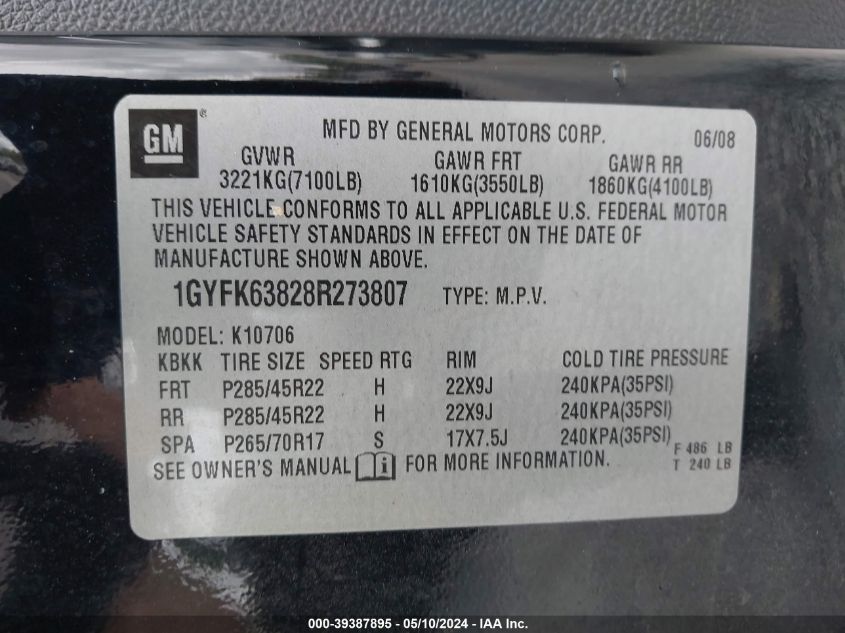 GM ® MFD BY GENERAL MOTORS CORP. 06/08
GVWR GAWR FRT GAWR RR
3221KG(7100LB) 1610KG(3550LB) 1860KG(4100LB)
THIS VEHICLE CONFORMS TO ALL APPLICABLE U.S. FEDERAL MOTOR
VEHICLE SAFETY STANDARDS IN EFFECT ON THE DATE OF
MANUFACTURE SHOWN ABOVE.
1GYFK63828R273807 TYPE: M.P.V.
MODEL: K10706
KBKK TIRE SIZE SPEED RTG RIM COLD TIRE PRESSURE
FRT P285/45R22 H 22X9J 240KPA(35PSI)
RR P285/45R22 H 22X9J 240KPA(35PSI)
SPA P265/70R17 S 17X7.5J 240KPA(35PSI)
F 486 LB
SEE OWNER'S MANUAL i FOR MORE INFORMATION. T 240 LB
000-39387895 - 05/10/2024 - IAA Inc.